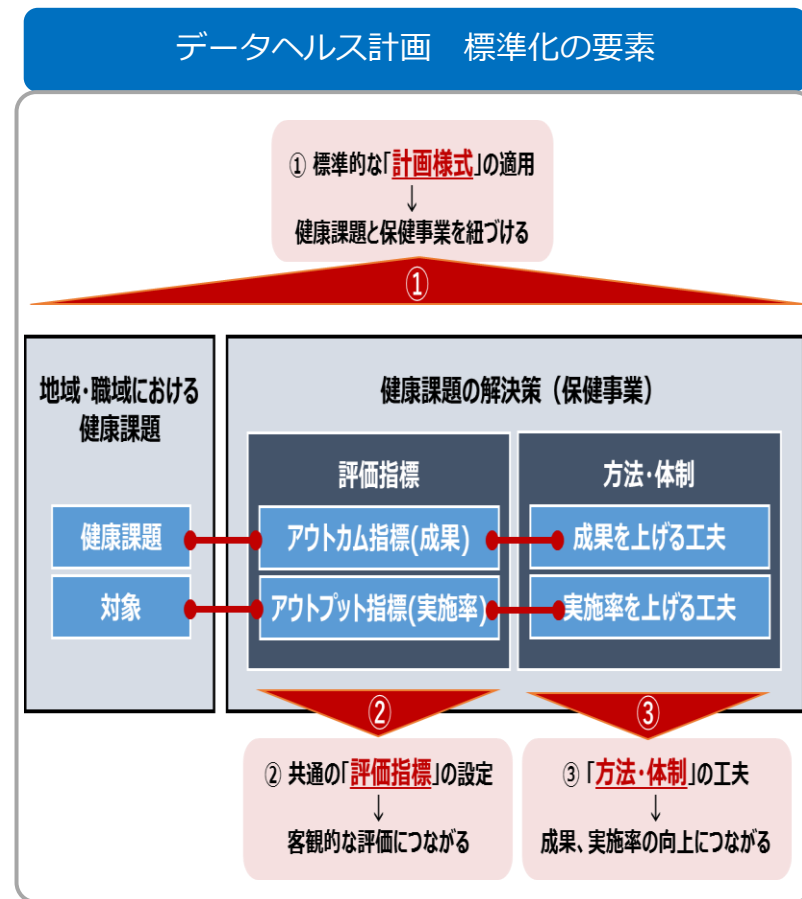 データヘルス計画　標準化の要素
① 標準的な「計画様式」の適用
↓
健康課題と保健事業を紐づける
①
地域・職域における
健康課題
健康課題
対象
健康課題の解決策（保健事業）
評価指標
アウトカム指標(成果)
アウトプット指標(実施率)
方法・体制
成果を上げる工夫
実施率を上げる工夫
②
③
② 共通の「評価指標」の設定
↓
客観的な評価につながる
③ 「方法・体制」の工夫
↓
成果、実施率の向上につながる